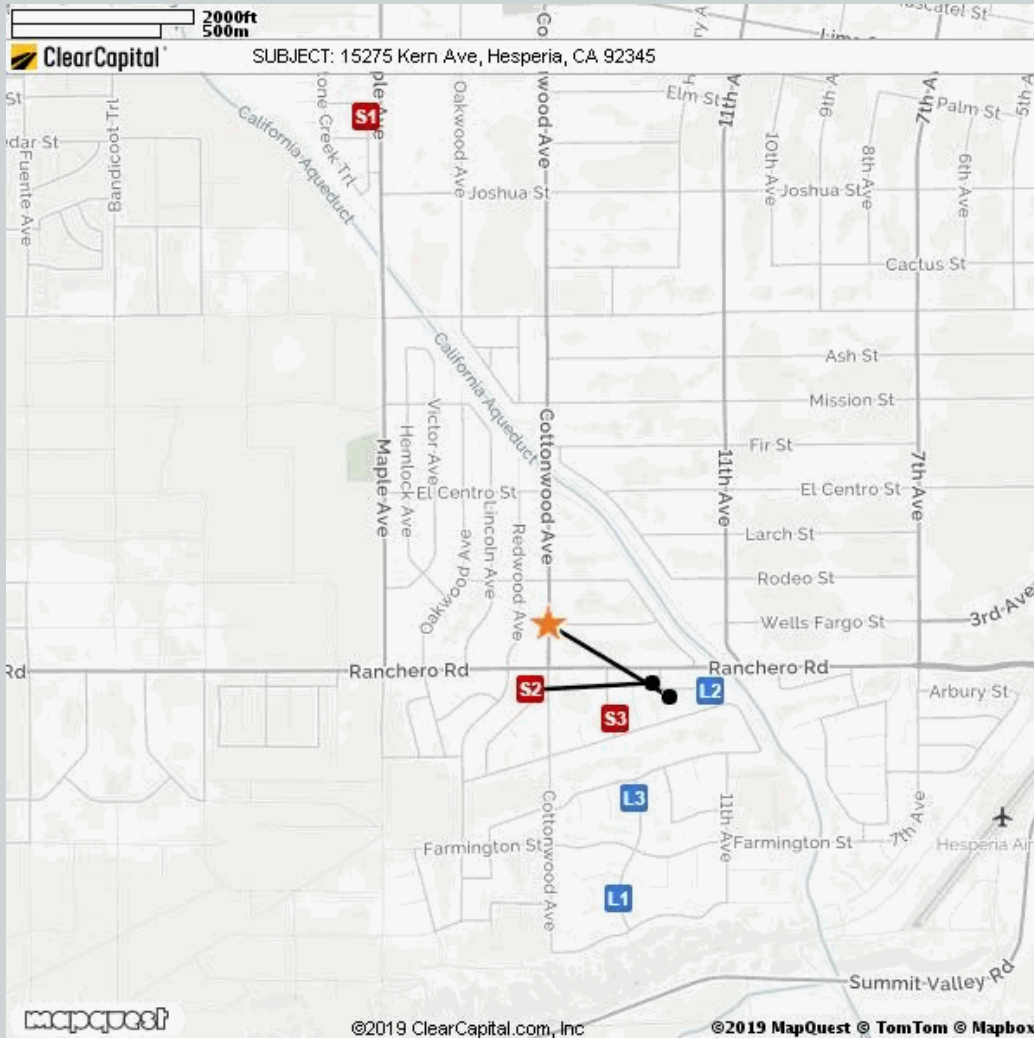 2000ft
500m
ClearCapital
SUBJECT: 15275 Kern Ave, Hesperia, CA 92345
St
Elm St
11th A
9th A
7th A
Palm St
5th A
Bandicoot Trl
Fuente Ave
S1
Oakwood Ave
California Aqueduct
Joshua St
10th Ave
Joshua St
8th Ave
6th Ave
Cactus St
California Aqueduct
Ash St
Mission St
Victor Ave
Hemlock Ave
Maple Ave
Cottonwood Ave
Fir St
11th Ave
7th Ave
El Centro St
El Centro St
Lincoln Ave
Redwood Ave
Larch St
Rodeo St
Wells Fargo St
3rd Ave
Rd
Ranchero Rd
Ranchero Rd
S2
L2
Arbury St
S3
L3
Cottonwood Ave
11th Ave
7th Ave
Farmington St
Farmington St
Hesperia Air
L1
Summit Valley Rd
mapquest
©2019 ClearCapital.com, Inc
©2019 MapQuest © TomTom © Mapbox